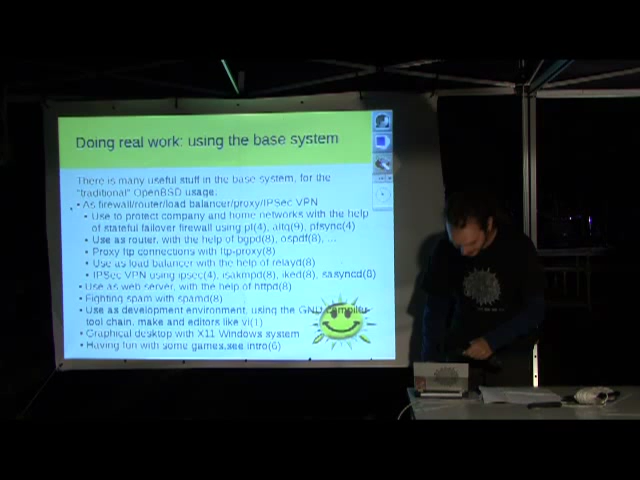 Doing real work: using the base system
There is many useful stuff in the base system, for the
"traditional" OpenBSD usage:
• As firewall/router/load balancer/proxy/IPSec VPN
• Use to protect company and home networks with the help
of stateful failover firewall using pf(4), altq(9), pfsync(4)
• Use as router, with the help of bgpd(8), ospdf(8), ...
• Proxy ftp connections with ftp-proxy(8)
• Use as load balancer with the help of relayd(8)
• IPSec VPN using ipsec(4), isakmpd(8), iked(8), sasyncd(8)
• Use as web server, with the help of httpd(8)
• Fighting spam with spamd(8)
• Use as development environment, using the GNU compiler
tool chain, make and editors like vi(1)
• Graphical desktop with X11 Windows system
• Having fun with some games,see intro(6)